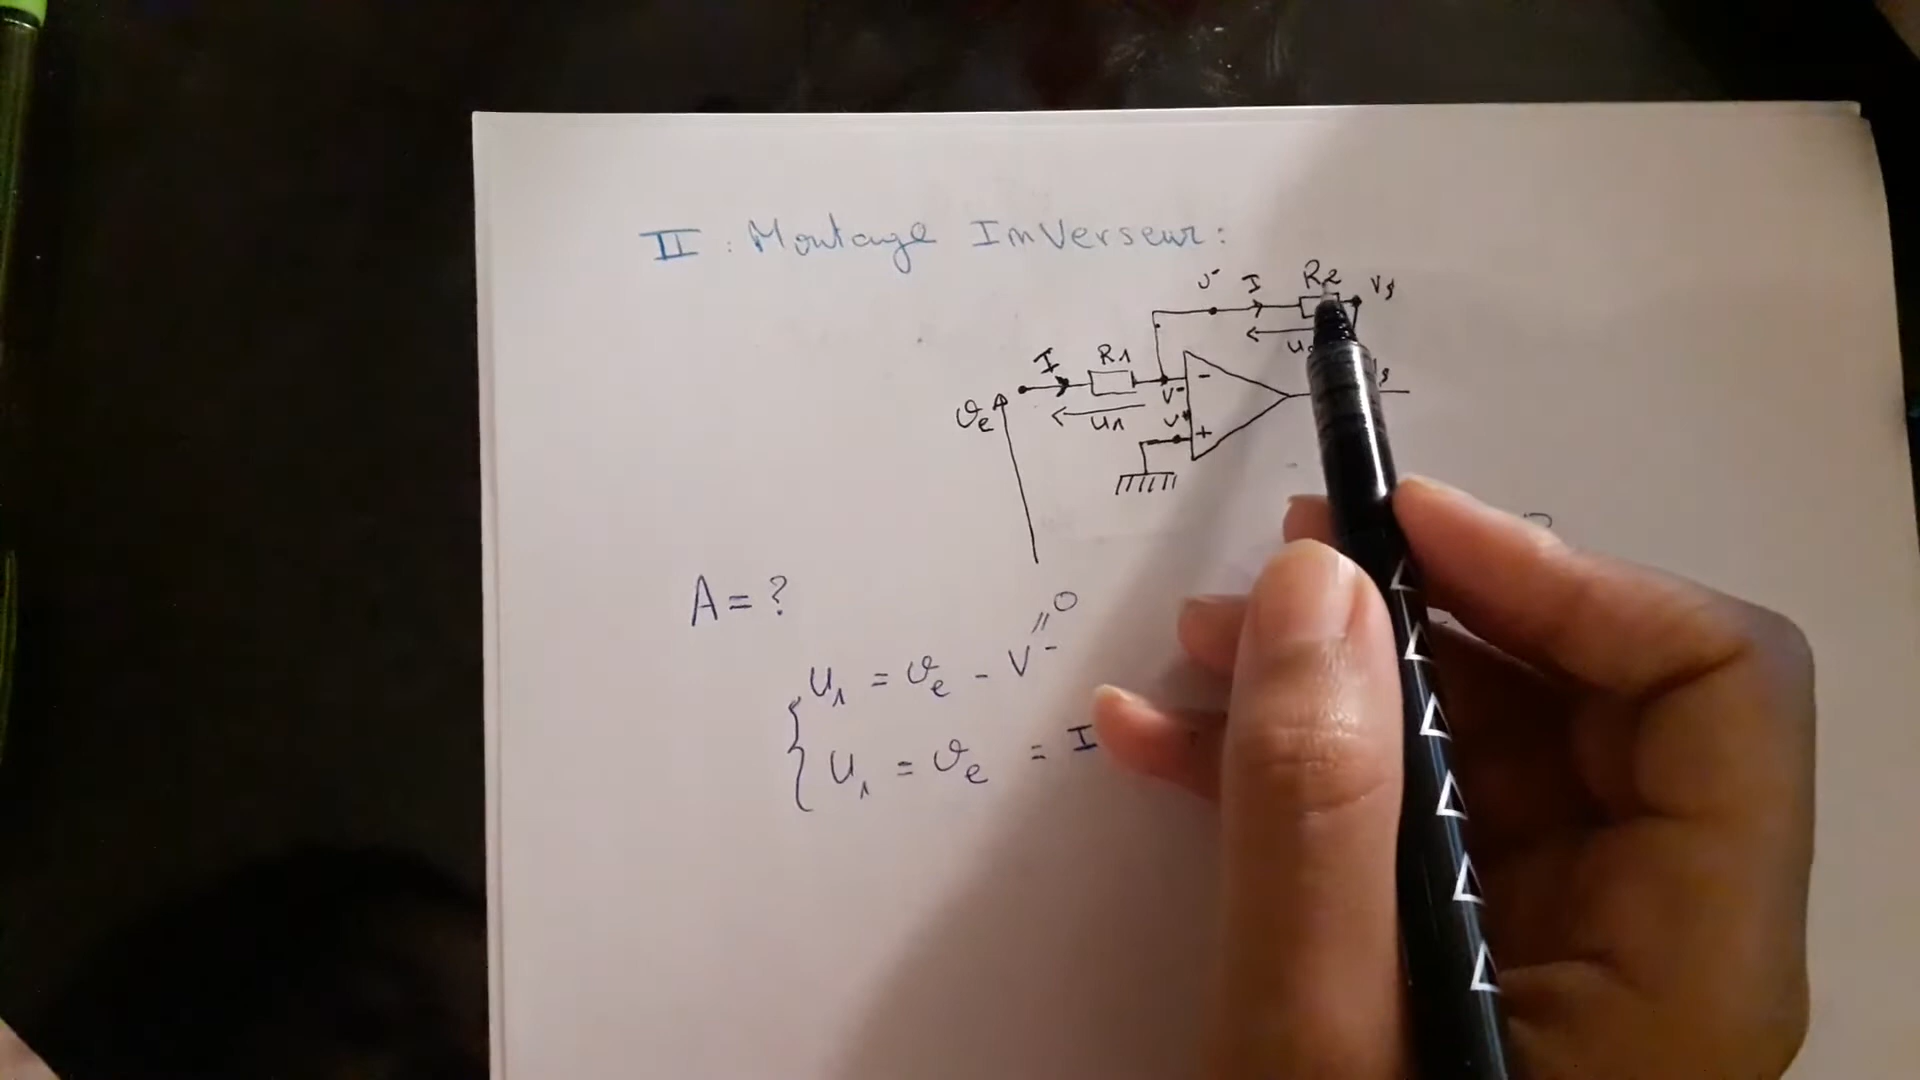 II : Montage Inverseur :
V- I R2 Vs
I R1
ve U1 V- -
V+ +
A = ?
= 0
U1 = ve - V-
U1 = ve = I